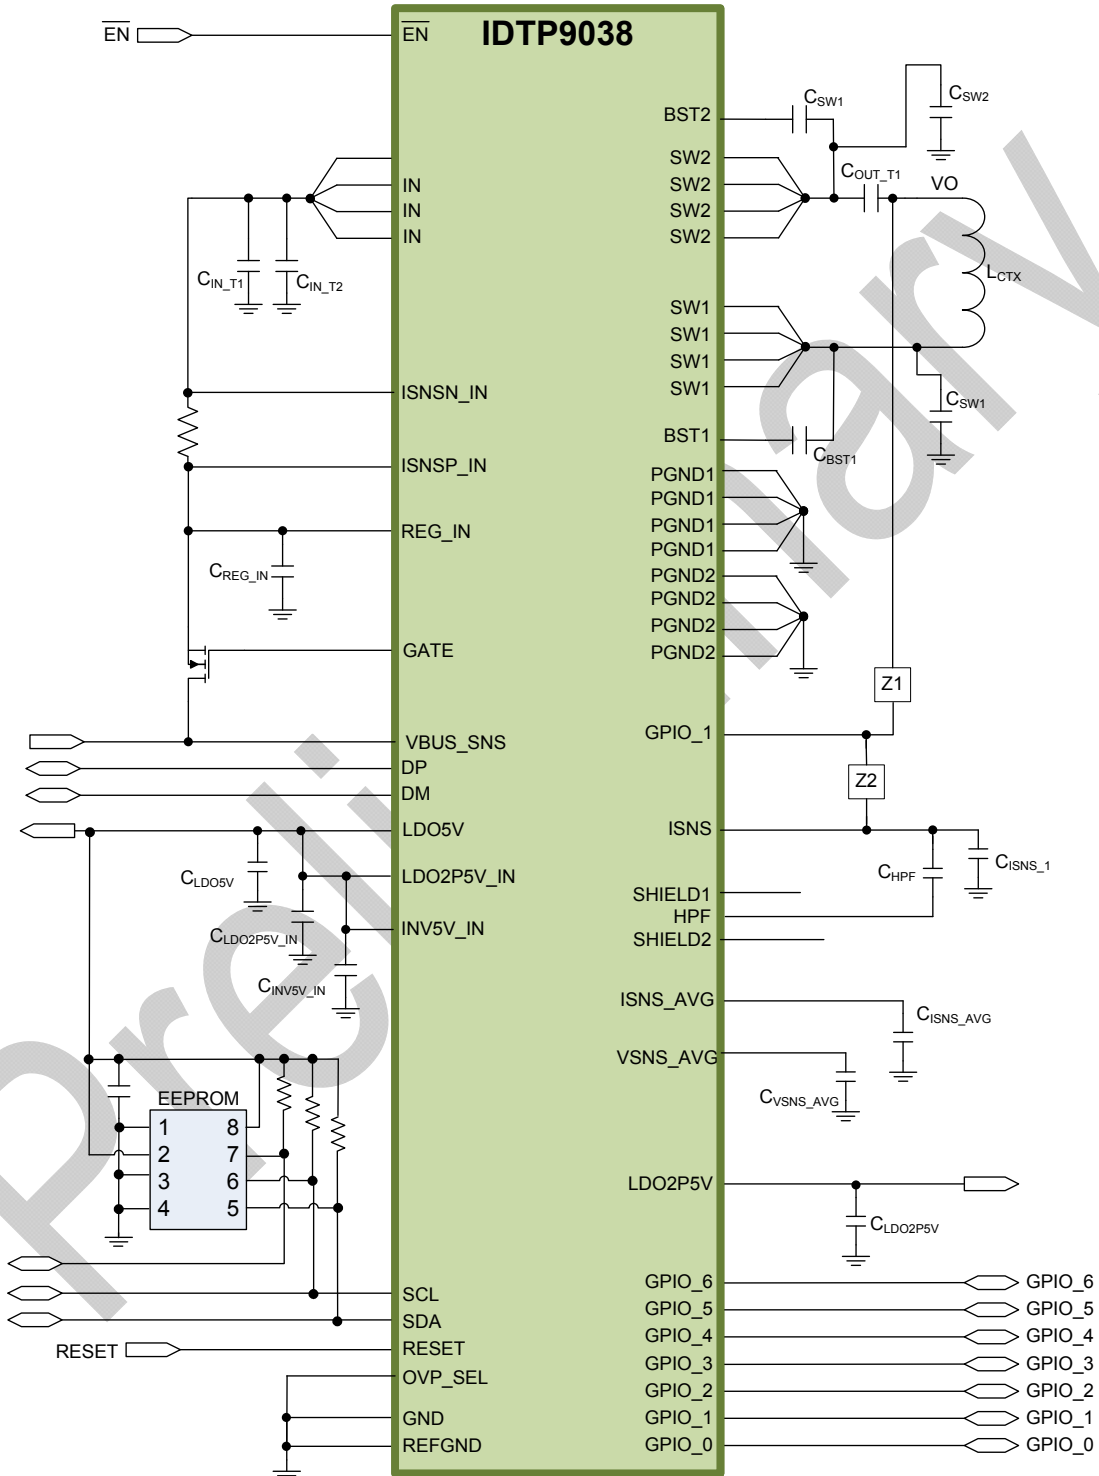 IDTP9038
EN
EN
IN
IN
IN
CIN_T1
CIN_T2
ISNSN_IN
ISNSP_IN
REG_IN
CREG_IN
GATE
VBUS_SNS
DP
DM
LDO5V
CLDO5V
LDO2P5V_IN
CLDO2P5V_IN
INV5V_IN
CINV5V_IN
EEPROM
1 8
2 7
3 6
4 5
SCL
SDA
RESET
RESET
OVP_SEL
GND
REFGND
BST2
CSW1
CSW2
SW2
SW2
SW2
SW2
COUT_T1
VO
LCTX
SW1
SW1
SW1
SW1
CSW1
BST1
CBST1
PGND1
PGND1
PGND1
PGND1
PGND2
PGND2
PGND2
PGND2
Z1
GPIO_1
Z2
ISNS
CHPF
CISNS_1
SHIELD1
HPF
SHIELD2
ISNS_AVG
CISNS_AVG
VSNS_AVG
CVSNS_AVG
LDO2P5V
CLDO2P5V
GPIO_6 GPIO_6
GPIO_5 GPIO_5
GPIO_4 GPIO_4
GPIO_3 GPIO_3
GPIO_2 GPIO_2
GPIO_1 GPIO_1
GPIO_0 GPIO_0